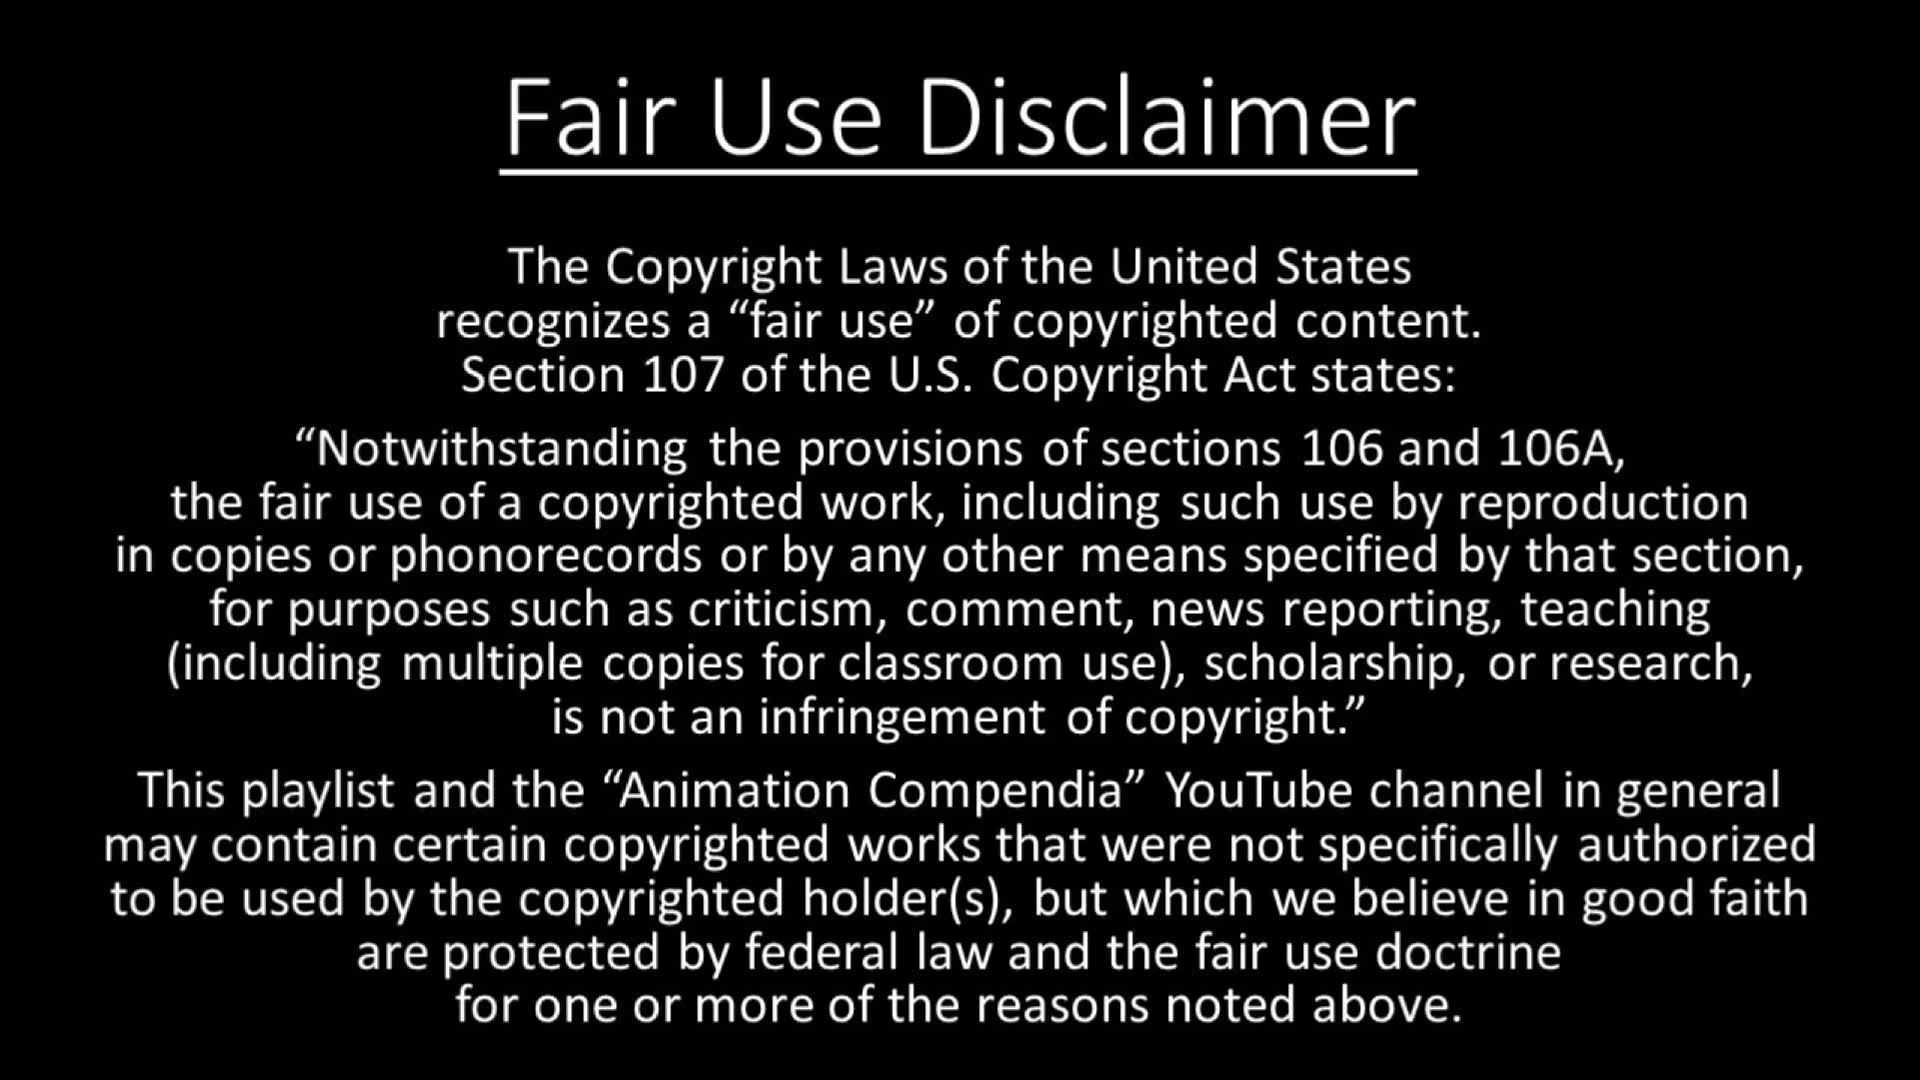 Fair Use Disclaimer
The Copyright Laws of the United States
recognizes a “fair use” of copyrighted content.
Section 107 of the U.S. Copyright Act states:
“Notwithstanding the provisions of sections 106 and 106A,
the fair use of a copyrighted work, including such use by reproduction
in copies or phonorecords or by any other means specified by that section,
for purposes such as criticism, comment, news reporting, teaching
(including multiple copies for classroom use), scholarship, or research,
is not an infringement of copyright.”
This playlist and the “Animation Compendia” YouTube channel in general
may contain certain copyrighted works that were not specifically authorized
to be used by the copyrighted holder(s), but which we believe in good faith
are protected by federal law and the fair use doctrine
for one or more of the reasons noted above.